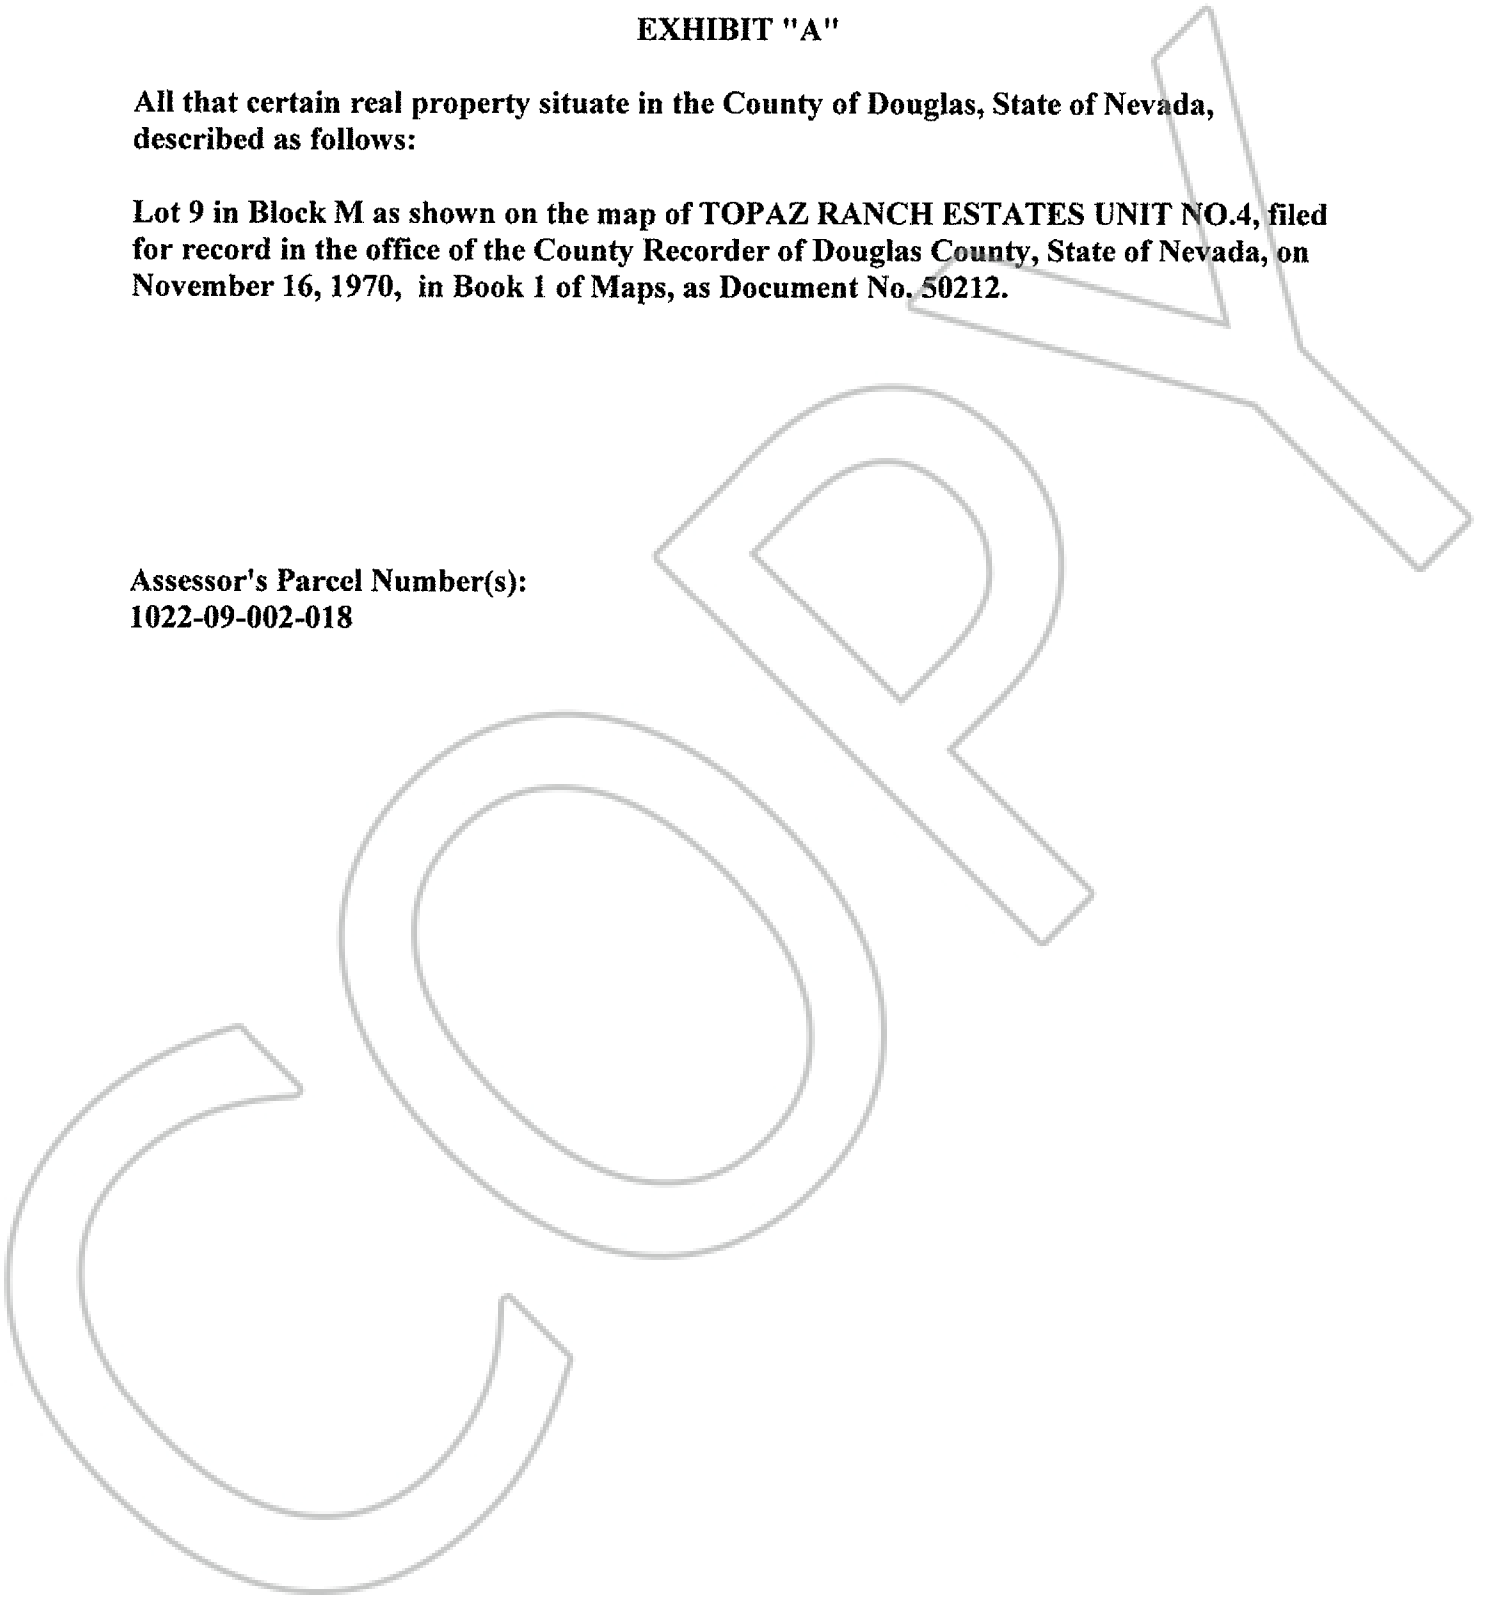 EXHIBIT "A"
All that certain real property situate in the County of Douglas, State of Nevada,
described as follows:
Lot 9 in Block M as shown on the map of TOPAZ RANCH ESTATES UNIT NO.4, filed
for record in the office of the County Recorder of Douglas County, State of Nevada, on
November 16, 1970,  in Book 1 of Maps, as Document No. 50212.
Assessor's Parcel Number(s):
1022-09-002-018
COPY